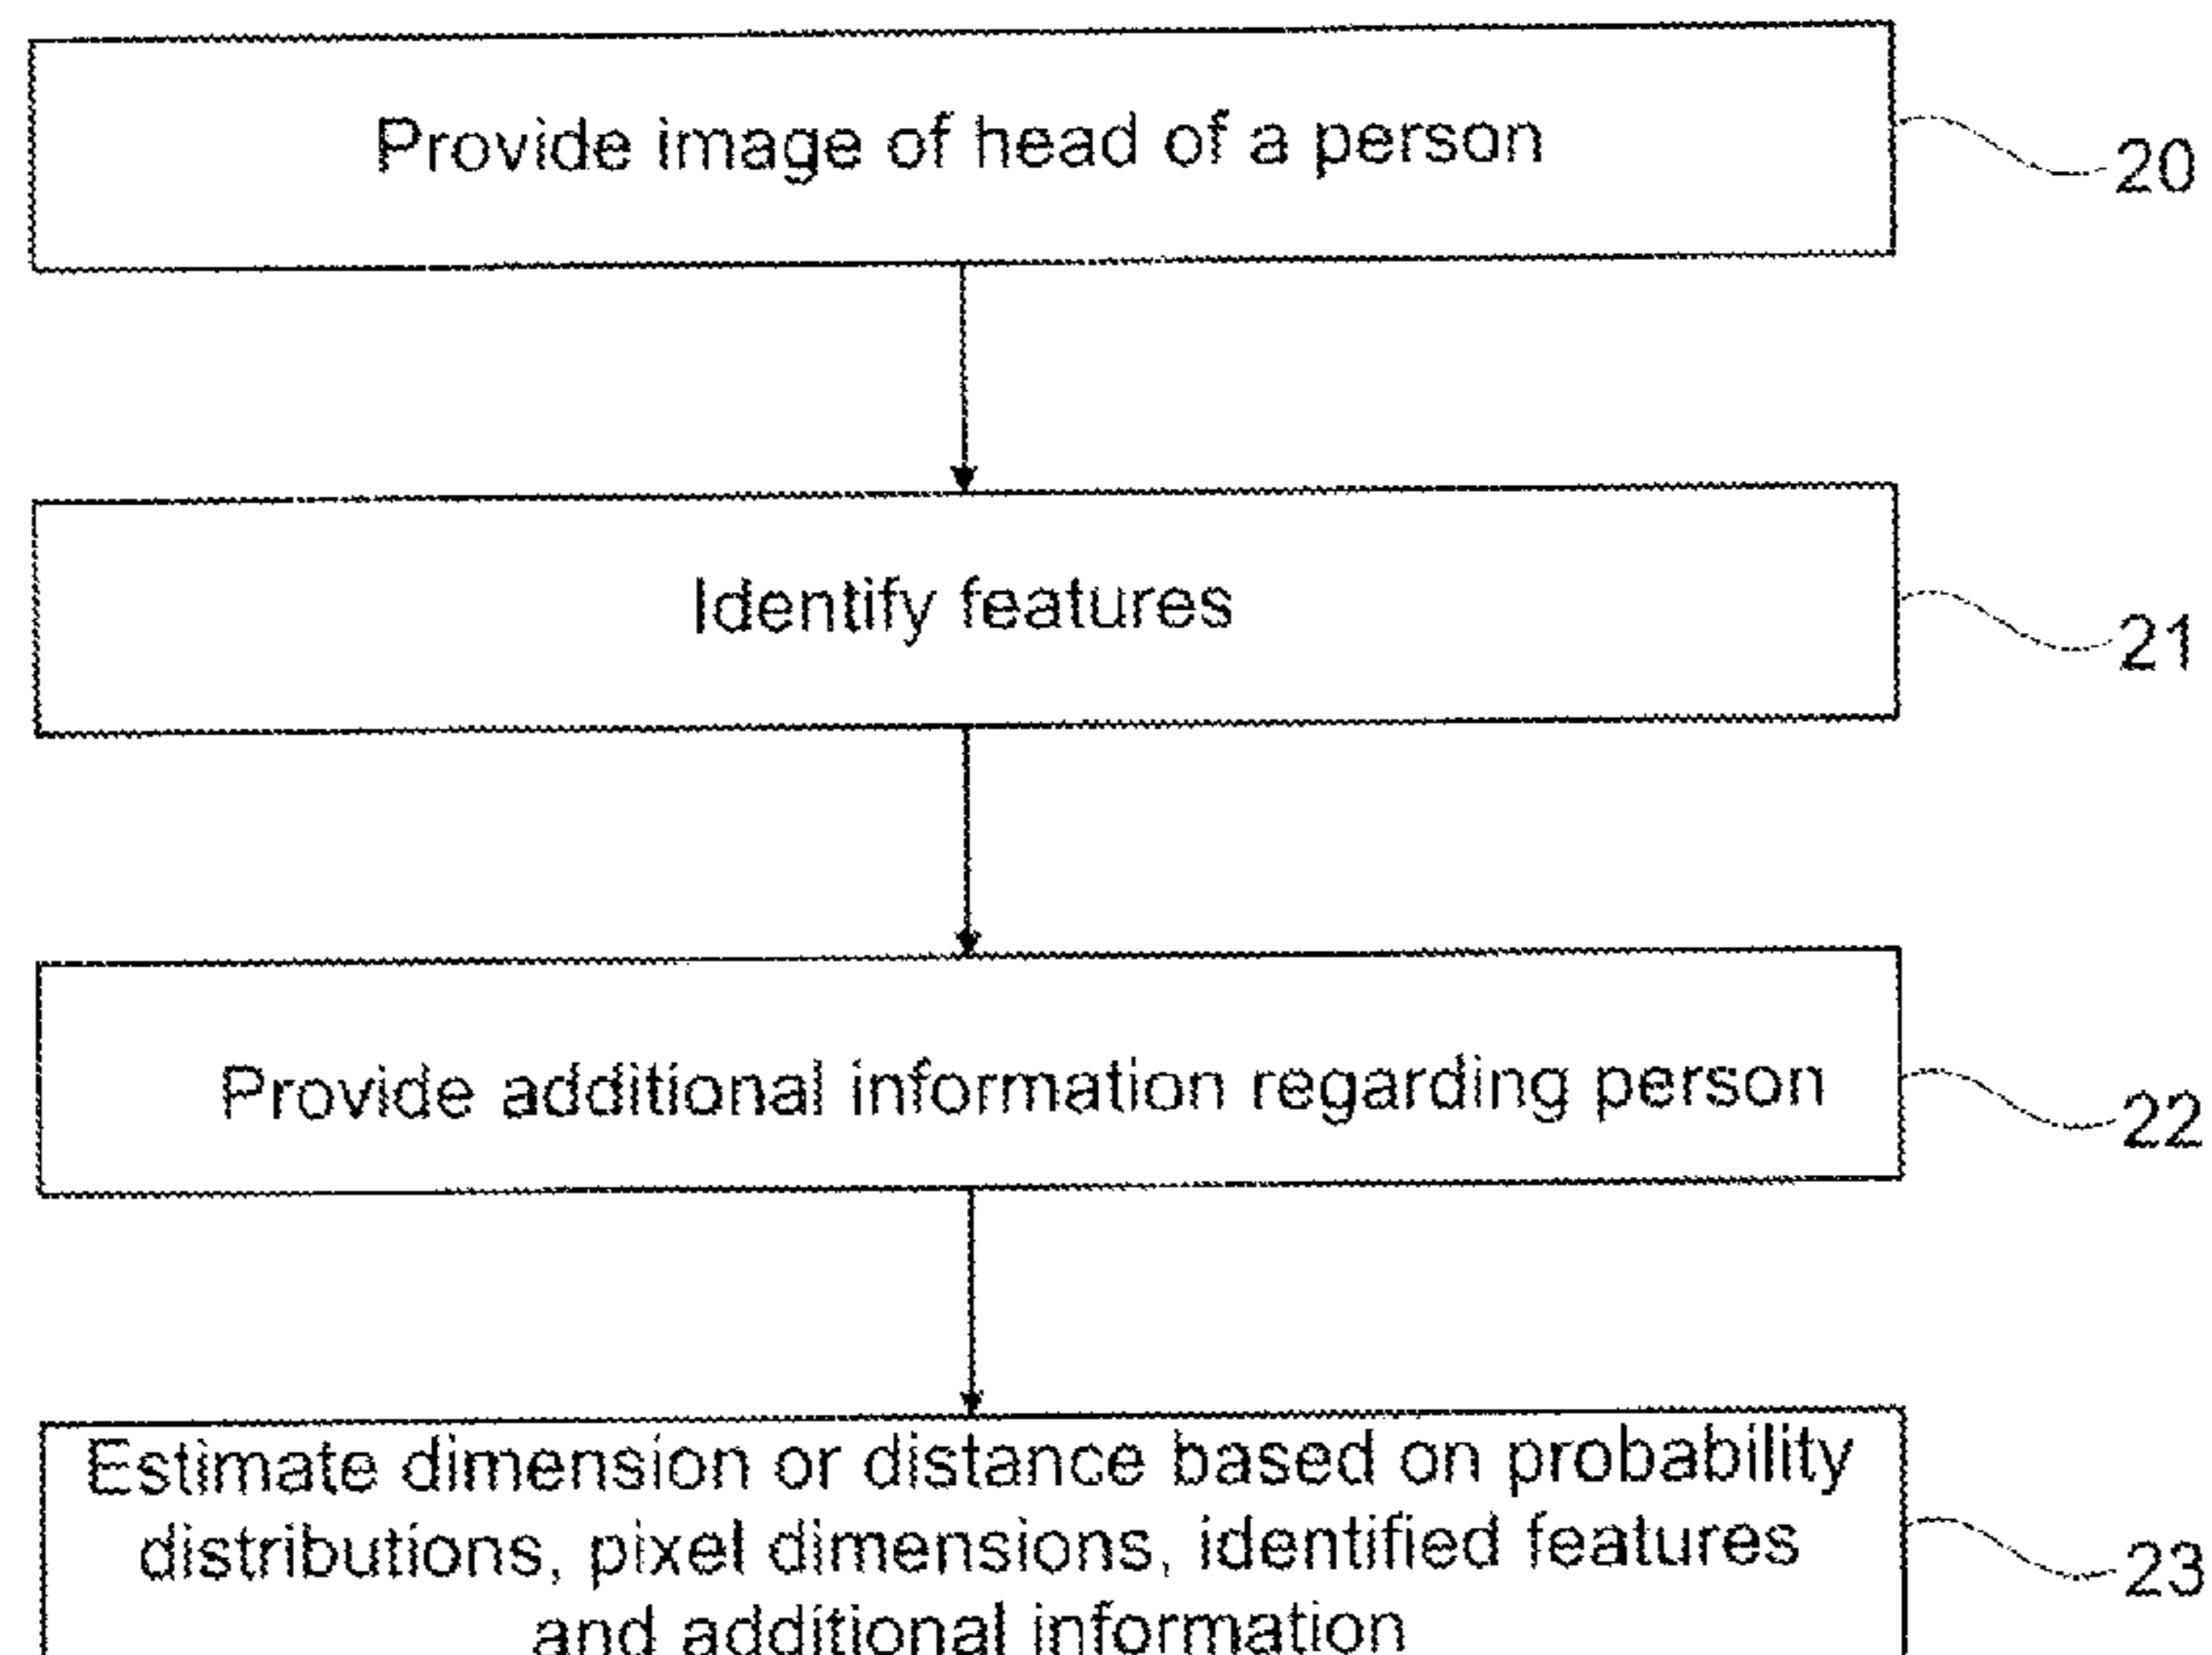 Provide image of head of a person
20
Identify features
21
Provide additional information regarding person
22
Estimate dimension or distance based on probability
distributions, pixel dimensions, identified features
and additional information
23